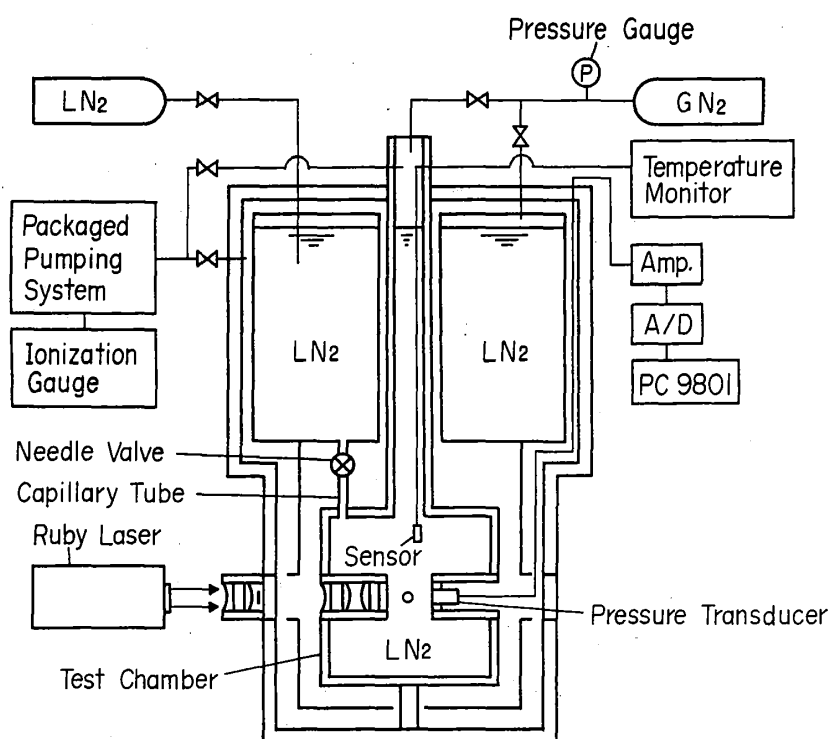 Pressure Gauge
P
LN2
GN2
Temperature
Monitor
Packaged
Pumping
System
Amp.
A/D
PC 9801
Ionization
Gauge
LN2
LN2
Needle Valve
Capillary Tube
Ruby Laser
Sensor
Pressure Transducer
LN2
Test Chamber